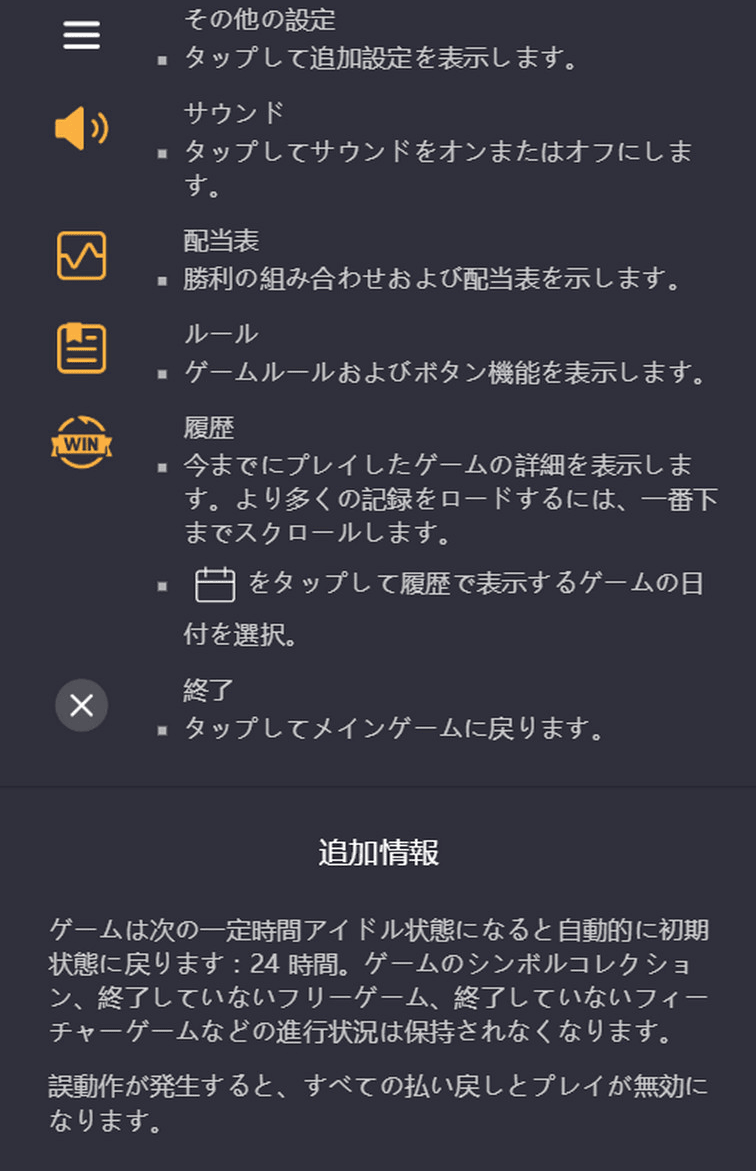 その他の設定
▪ タップして追加設定を表示します。
サウンド
▪ タップしてサウンドをオンまたはオフにしま
す。
配当表
▪ 勝利の組み合わせおよび配当表を示します。
ルール
▪ ゲームルールおよびボタン機能を表示します。
WIN
履歴
▪ 今までにプレイしたゲームの詳細を表示しま
す。より多くの記録をロードするには、一番下
までスクロールします。
▪ をタップして履歴で表示するゲームの日
付を選択。
終了
▪ タップしてメインゲームに戻ります。
追加情報
ゲームは次の一定時間アイドル状態になると自動的に初期
状態に戻ります：24 時間。ゲームのシンボルコレクショ
ン、終了していないフリーゲーム、終了していないフィー
チャーゲームなどの進行状況は保持されなくなります。
誤動作が発生すると、すべての払い戻しとプレイが無効に
なります。